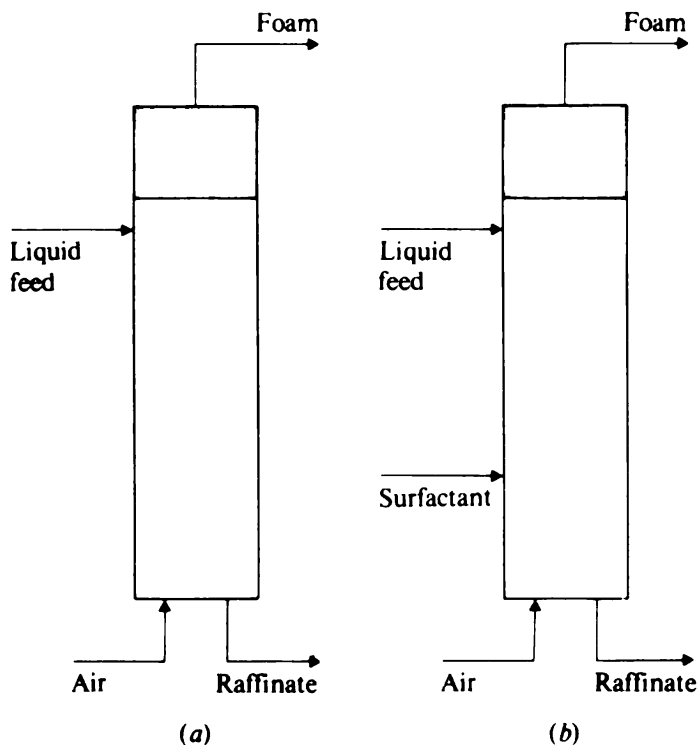 Foam
Liquid
feed
Air
Raffinate
(a)
Foam
Liquid
feed
Surfactant
Air
Raffinate
(b)